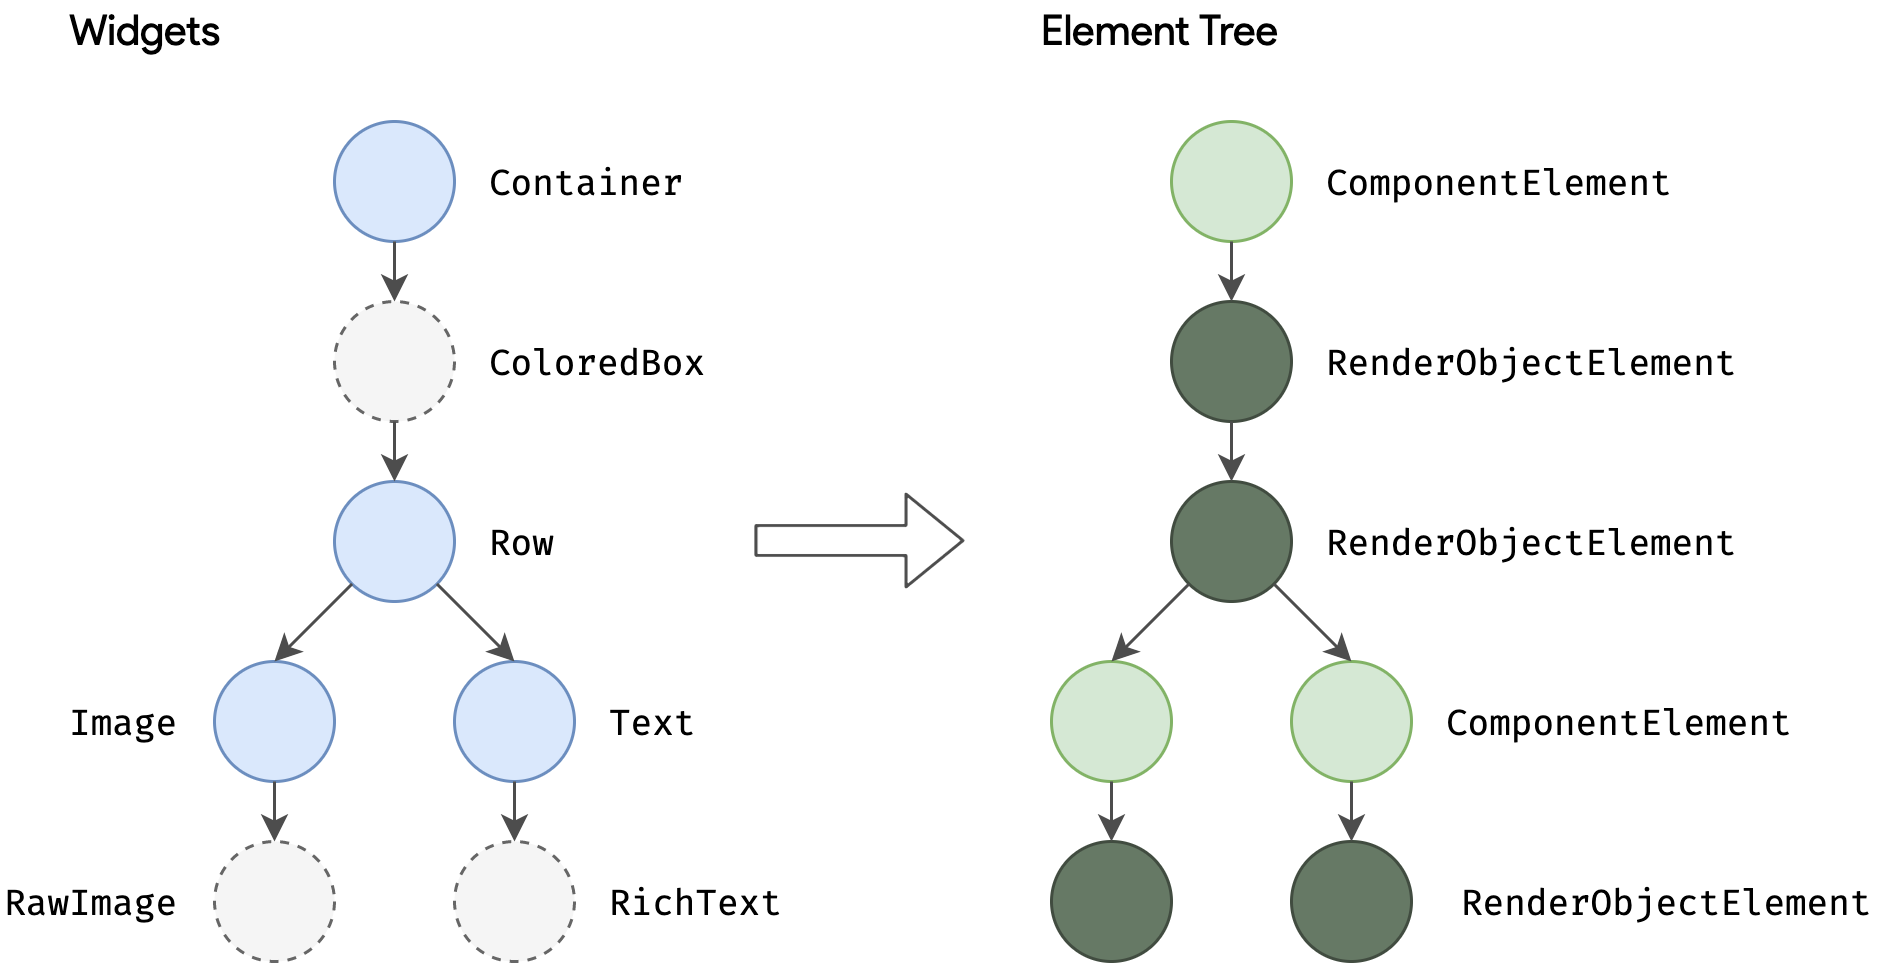 Widgets
Element Tree
Container
ComponentElement
ColoredBox
RenderObjectElement
Row
RenderObjectElement
Image
Text
ComponentElement
RawImage
RichText
RenderObjectElement